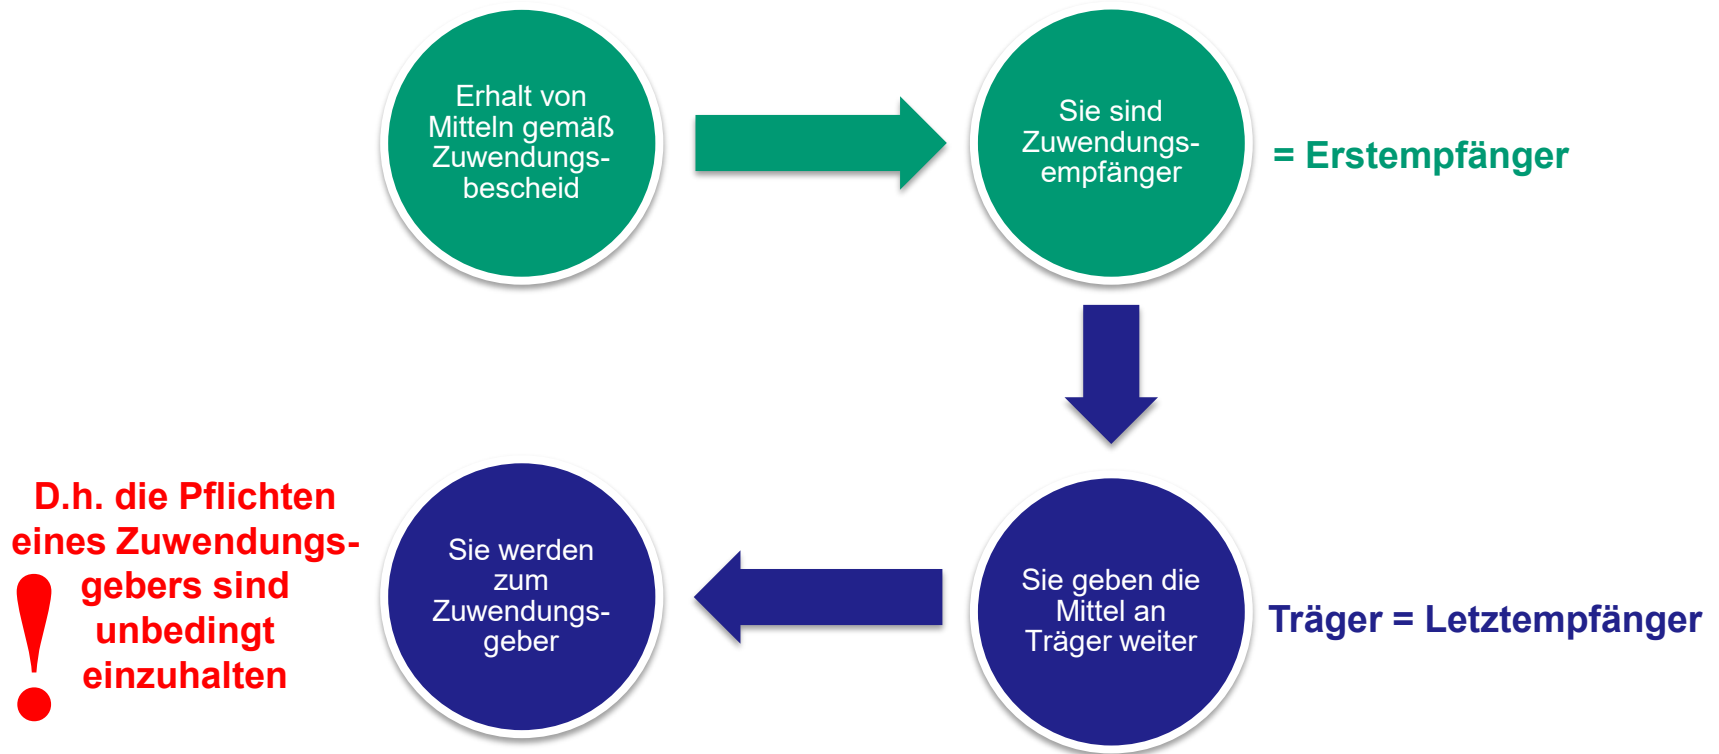 Erhalt von
Mitteln gemäß
Zuwendungs-
bescheid
Sie sind
Zuwendungs-
empfänger
= Erstempfänger
Sie geben die
Mittel an
Träger weiter
Träger = Letztempfänger
Sie werden
zum
Zuwendungs-
geber
D.h. die Pflichten
eines Zuwendungs-
gebers sind
unbedingt
einzuhalten
!